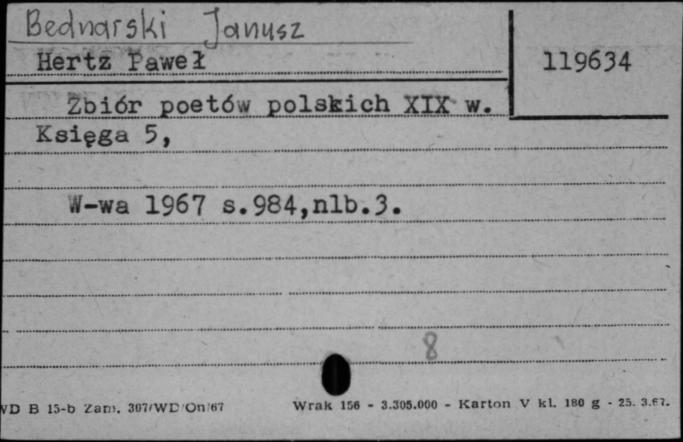 Bednarski Janusz
Hertz Paweł
119634
Zbiór poetów polskich XIX w.
Księga 5,
W-wa 1967 s.984,nlb.3.
8
WD B 15-b Zam. 307/WD/On/67 Wrak 156 - 3.305.000 - Karton V kl. 180 g - 25. 3.67.